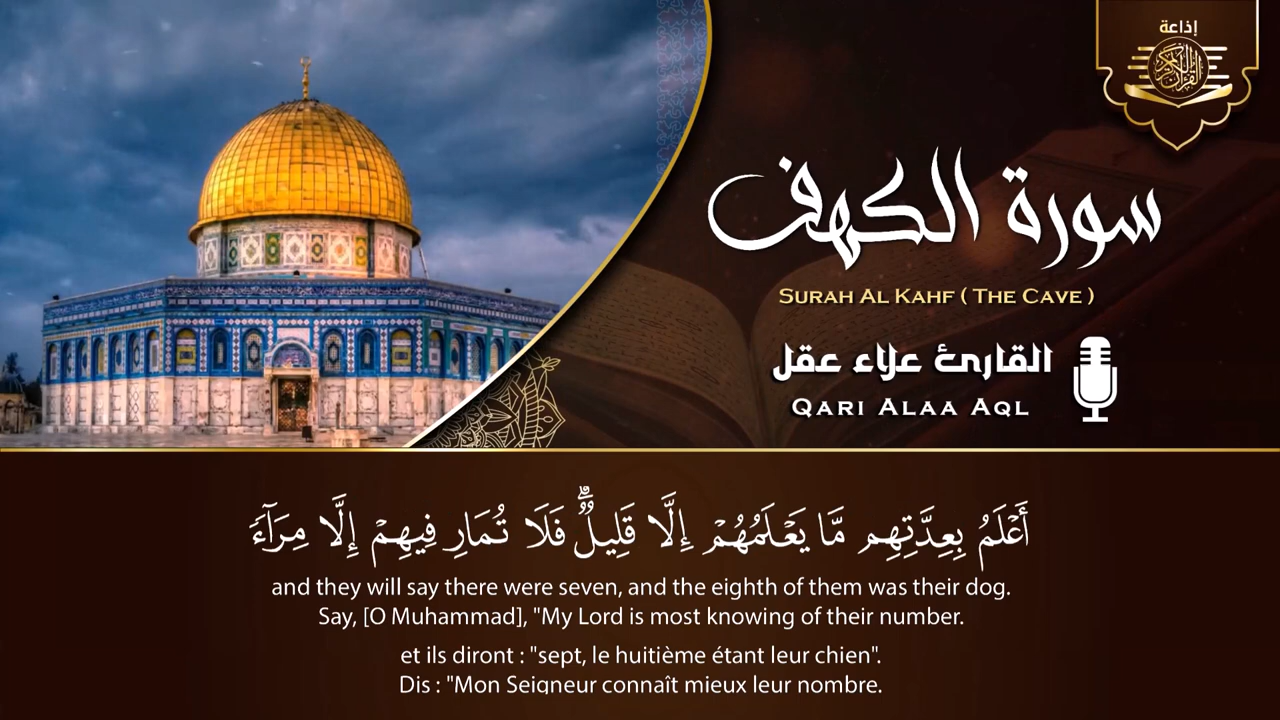 إذاعة
القرآن الكريم
سورة الكهف
SURAH AL KAHF ( THE CAVE )
القارئ علاء عقل
QARI ALAA AQL
أَعْلَمُ بِعِدَّتِهِم مَّا يَعْلَمُهُمْ إِلَّا قَلِيلٌ ۗ فَلَا تُمَارِ فِيهِمْ إِلَّا مِرَآءً
and they will say there were seven, and the eighth of them was their dog.
Say, [O Muhammad], "My Lord is most knowing of their number.
et ils diront : "sept, le huitième étant leur chien".
Dis : "Mon Seigneur connaît mieux leur nombre.